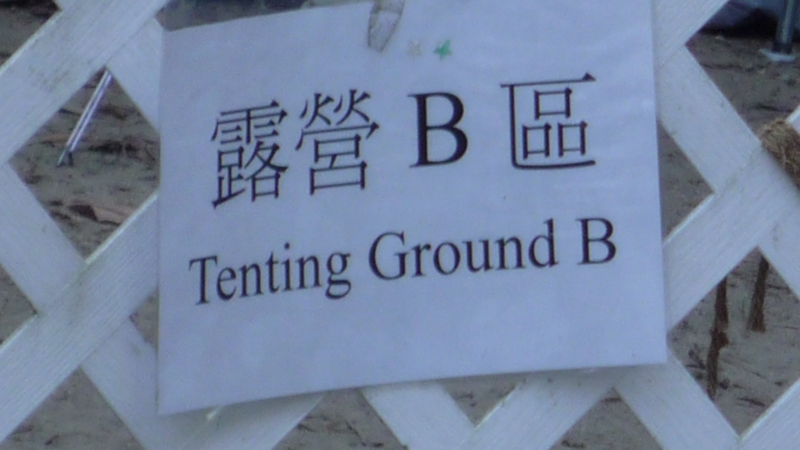 露營 B 區
Tenting Ground B